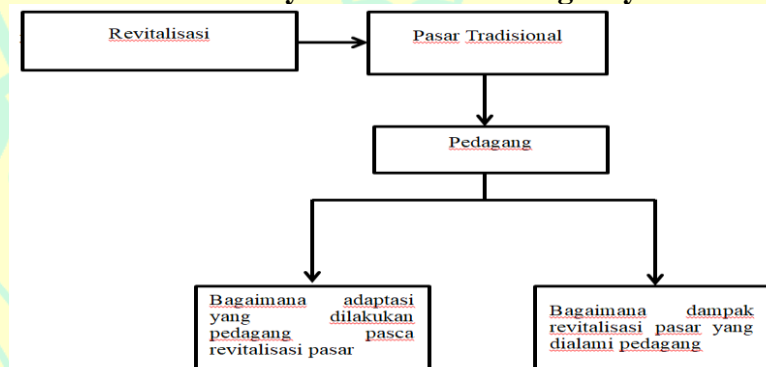 Revitalisasi
Pasar Tradisional
Pedagang
Bagaimana adaptasi
yang dilakukan
pedagang pasca
revitalisasi pasar
Bagaimana dampak
revitalisasi pasar yang
dialami pedagang